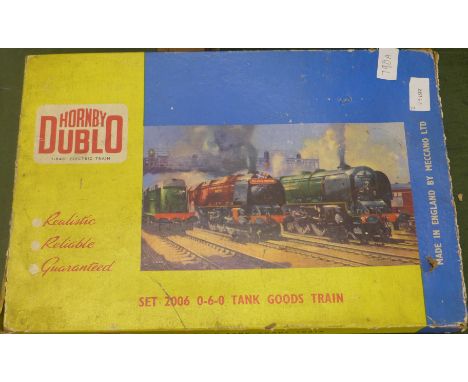 HORNBY
DUBLO
ELECTRIC TRAIN
Realistic
Reliable
Guaranteed
SET 2006 0-6-0 TANK GOODS TRAIN
MADE IN ENGLAND BY MECCANO LTD